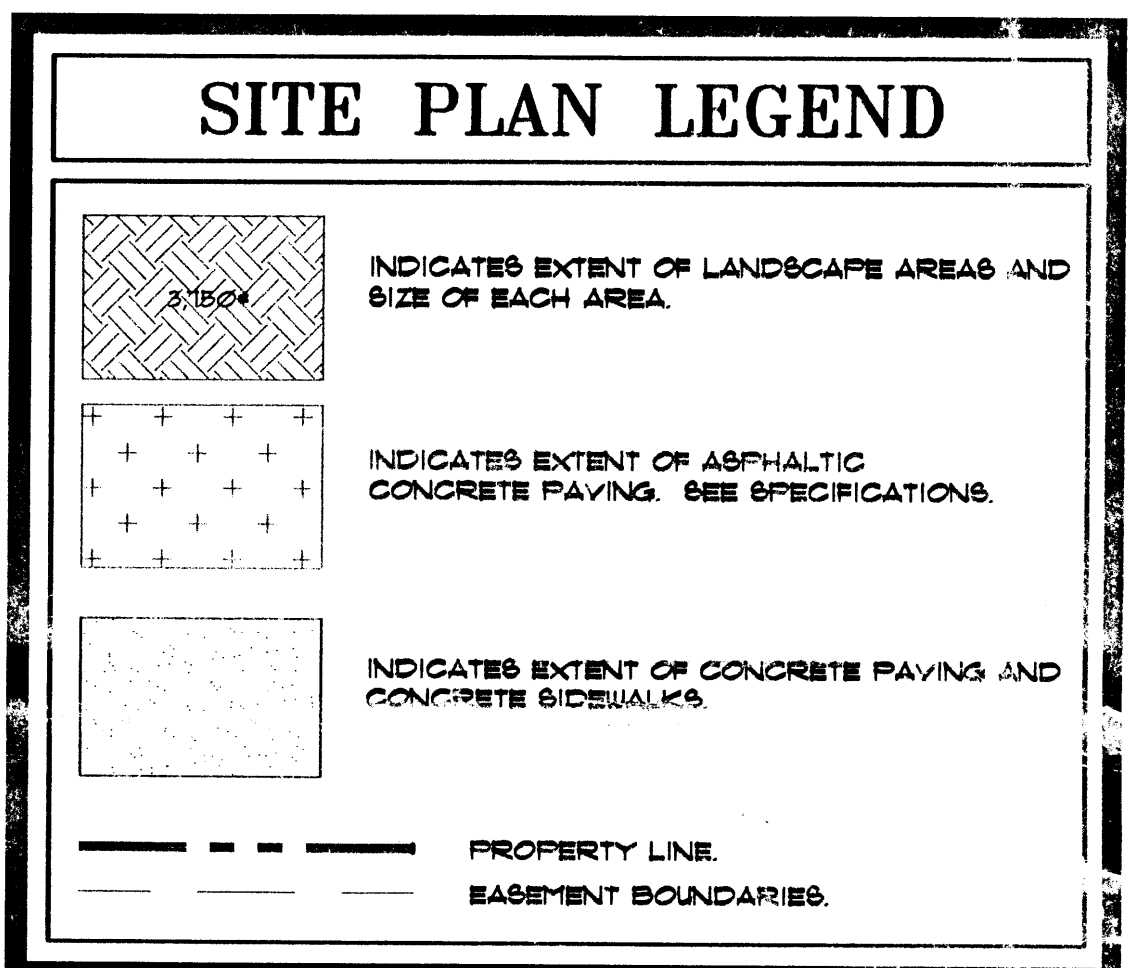 SITE PLAN LEGEND
3,750
INDICATES EXTENT OF LANDSCAPE AREAS AND
SIZE OF EACH AREA.
INDICATES EXTENT OF ASPHALTIC
CONCRETE PAVING. SEE SPECIFICATIONS.
INDICATES EXTENT OF CONCRETE PAVING AND
CONCRETE SIDEWALKS.
PROPERTY LINE.
EASEMENT BOUNDARIES.